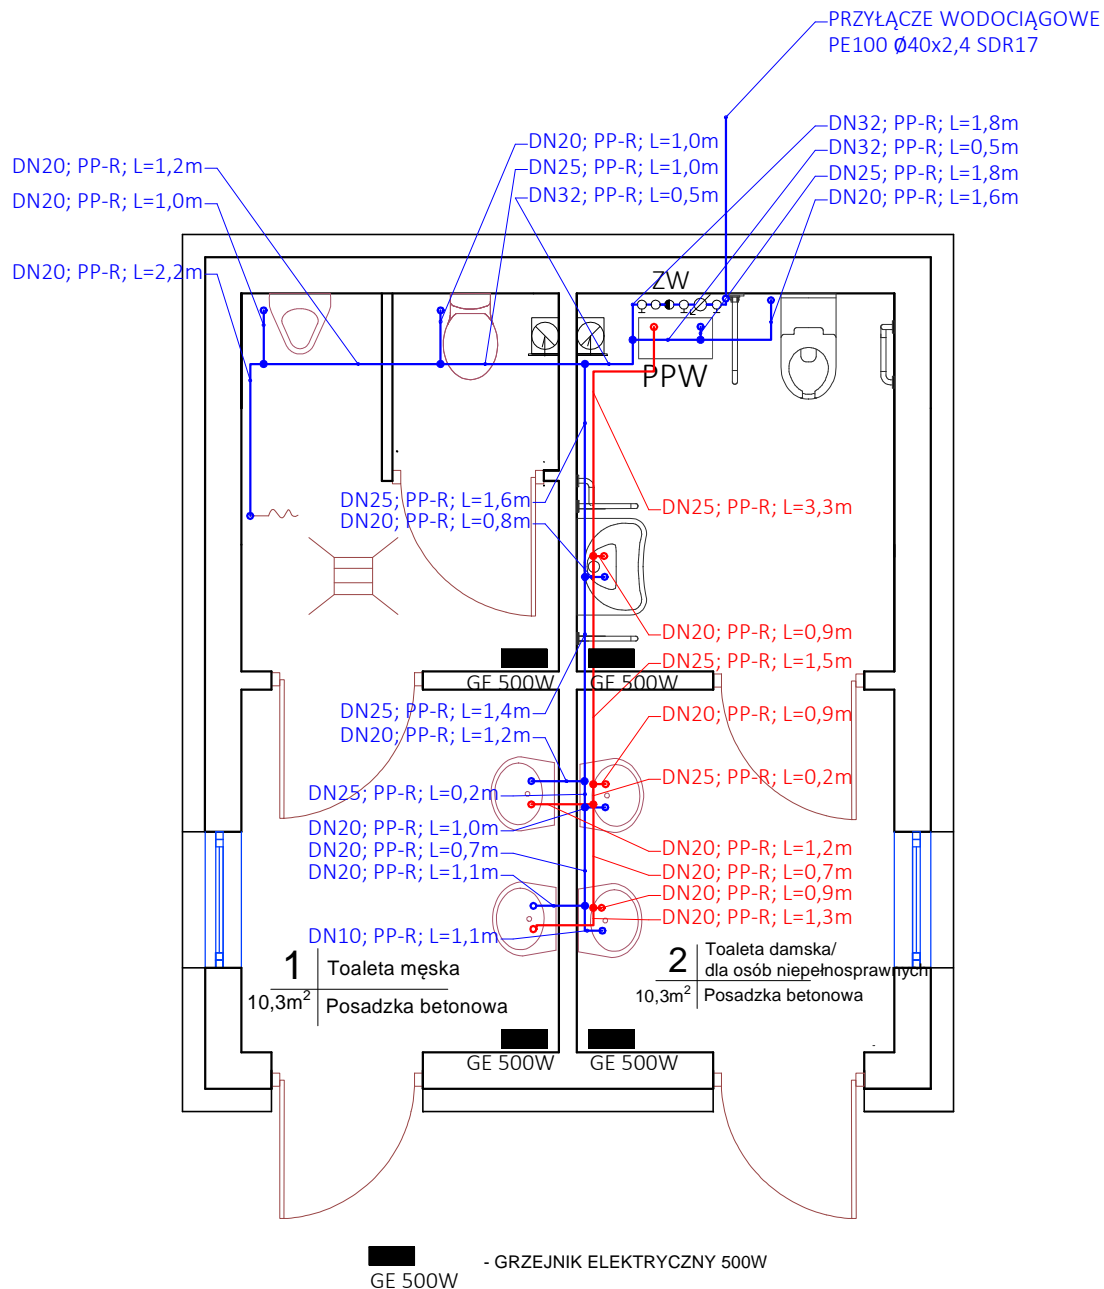 PRZYŁĄCZE WODOCIĄGOWE
PE100 Ø40x2,4 SDR17
DN32; PP-R; L=1,8m
DN32; PP-R; L=0,5m
DN25; PP-R; L=1,8m
DN20; PP-R; L=1,6m
DN20; PP-R; L=1,0m
DN25; PP-R; L=1,0m
DN32; PP-R; L=0,5m
DN20; PP-R; L=1,2m
DN20; PP-R; L=1,0m
DN20; PP-R; L=2,2m
ZW
PPW
DN25; PP-R; L=1,6m
DN20; PP-R; L=0,8m
DN25; PP-R; L=3,3m
DN20; PP-R; L=0,9m
DN25; PP-R; L=1,5m
GE 500W
GE 500W
DN25; PP-R; L=1,4m
DN20; PP-R; L=1,2m
DN20; PP-R; L=0,9m
DN25; PP-R; L=0,2m
DN25; PP-R; L=0,2m
DN20; PP-R; L=1,0m
DN20; PP-R; L=0,7m
DN20; PP-R; L=1,1m
DN20; PP-R; L=1,2m
DN20; PP-R; L=0,7m
DN20; PP-R; L=0,9m
DN20; PP-R; L=1,3m
DN10; PP-R; L=1,1m
1 Toaleta męska
10,3m² Posadzka betonowa
2 Toaleta damska/
dla osób niepełnosprawnych
10,3m² Posadzka betonowa
GE 500W
GE 500W
- GRZEJNIK ELEKTRYCZNY 500W
GE 500W